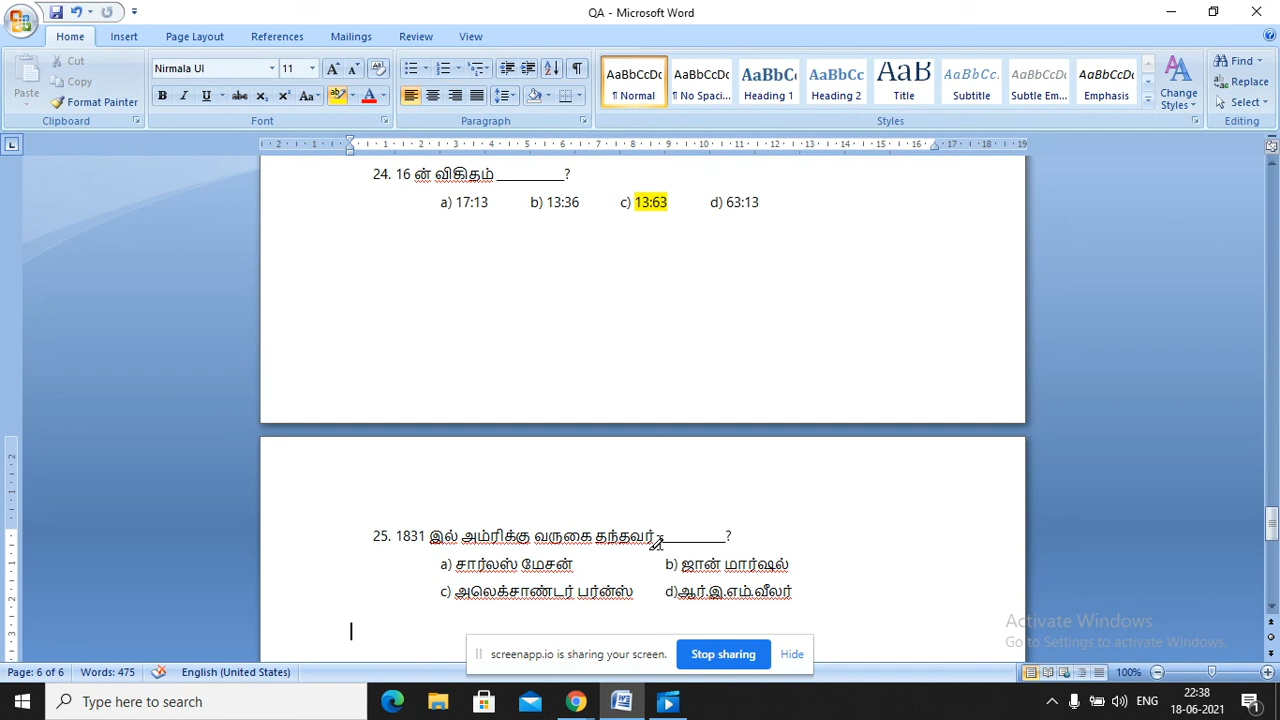 QA - Microsoft Word
Home Insert Page Layout References Mailings Review View
Paste
Cut
Copy
Format Painter
Clipboard
Nirmala UI 11
Font
Paragraph
AaBbCcDc AaBbCcDc AaBbCc AaBbCc AaB AaBbCc. AaBbCcDc AaBbCcDc
¶ Normal ¶ No Spaci... Heading 1 Heading 2 Title Subtitle Subtle Em... Emphasis
Change Styles
Styles
Find
Replace
Select
Editing
24. 16 ன் விகிதம் __________?
a) 17:13 b) 13:36 c) 13:63 d) 63:13
25. 1831 இல் அம்ரிக்கு வருகை தந்தவர் __________?
a) சார்லஸ் மேசன் b) ஜான் மார்ஷல்
c) அலெக்சாண்டர் பர்ன்ஸ் d)ஆர்.இ.எம்.வீலர்
Activate Windows
Go to Settings to activate Windows.
screenapp.io is sharing your screen. Stop sharing Hide
Page: 6 of 6 Words: 475 English (United States) 100%
Type here to search
ENG
22:38
18-06-2021